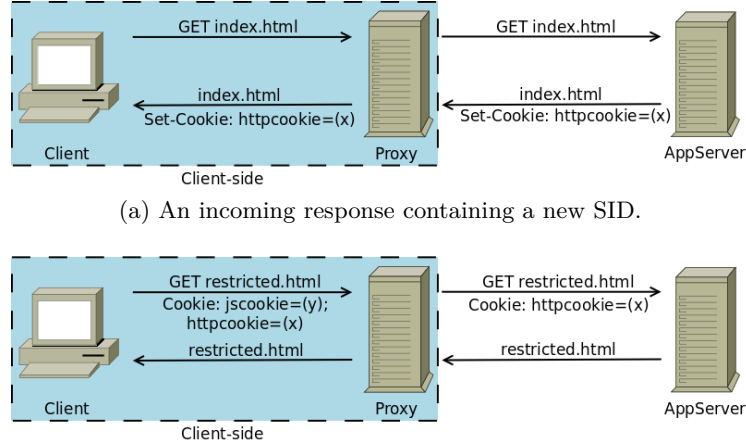 GET index.html
GET index.html
index.html
index.html
Set-Cookie: httpcookie=(x)
Set-Cookie: httpcookie=(x)
Client
Proxy
AppServer
Client-side
(a) An incoming response containing a new SID.
GET restricted.html
GET restricted.html
Cookie: jscookie=(y);
httpcookie=(x)
Cookie: httpcookie=(x)
restricted.html
restricted.html
Client
Proxy
AppServer
Client-side